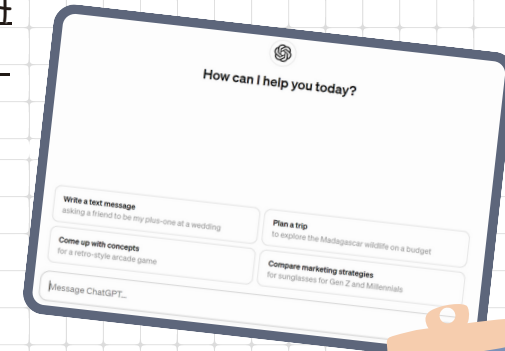 How can I help you today?
Write a text message
asking a friend to be my plus-one at a wedding
Plan a trip
to explore the Madagascar wildlife on a budget
Come up with concepts
for a retro-style arcade game
Compare marketing strategies
for sunglasses for Gen Z and Millennials
Message ChatGPT...